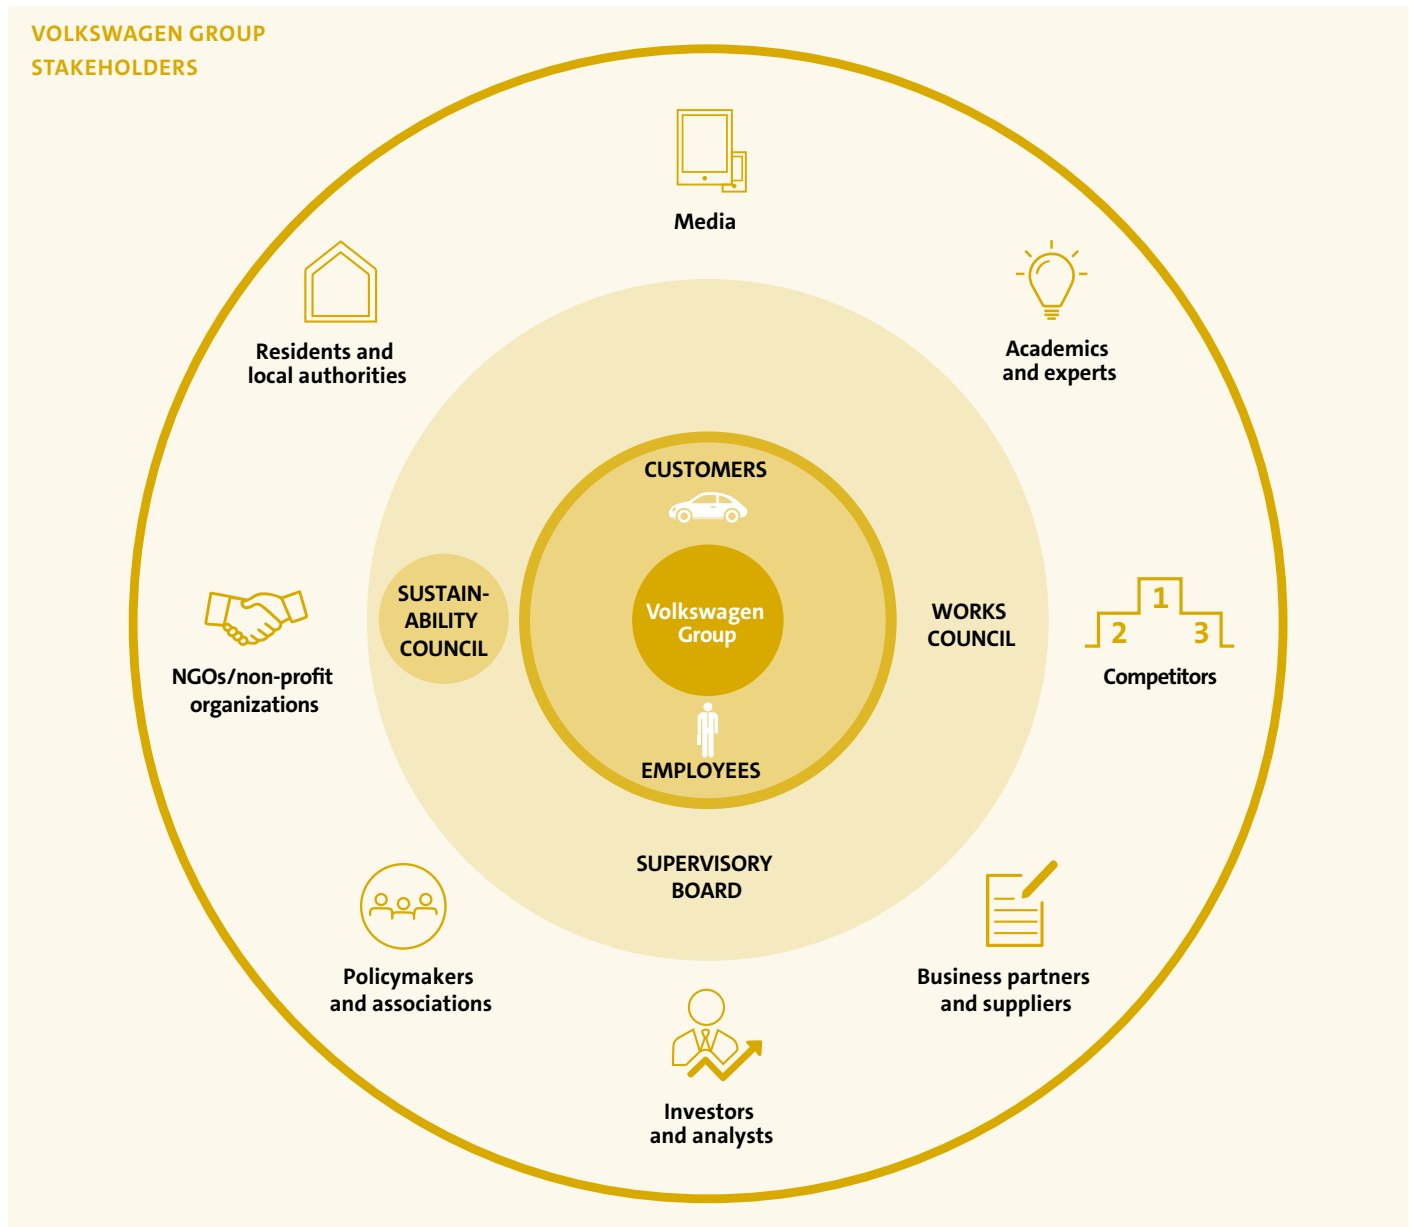 VOLKSWAGEN GROUP
STAKEHOLDERS
Media
Residents and
local authorities
Academics
and experts
CUSTOMERS
SUSTAIN-
ABILITY
COUNCIL
Volkswagen
Group
WORKS
COUNCIL
1
2
3
NGOs/non-profit
organizations
Competitors
EMPLOYEES
SUPERVISORY
BOARD
Policymakers
and associations
Business partners
and suppliers
Investors
and analysts